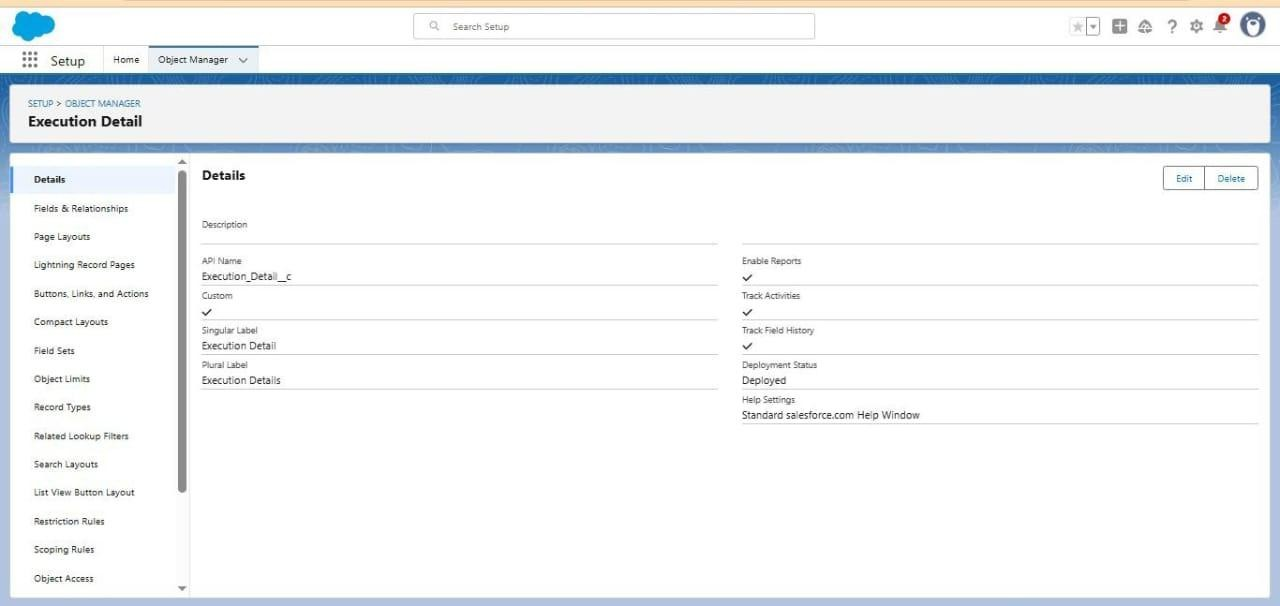 Search Setup
2
Setup
Home
Object Manager
SETUP > OBJECT MANAGER
Execution Detail
Details
Fields & Relationships
Page Layouts
Lightning Record Pages
Buttons, Links, and Actions
Compact Layouts
Field Sets
Object Limits
Record Types
Related Lookup Filters
Search Layouts
List View Button Layout
Restriction Rules
Scoping Rules
Object Access
Details
Edit
Delete
Description
API Name
Execution_Detail__c
Custom
Singular Label
Execution Detail
Plural Label
Execution Details
Enable Reports
Track Activities
Track Field History
Deployment Status
Deployed
Help Settings
Standard salesforce.com Help Window